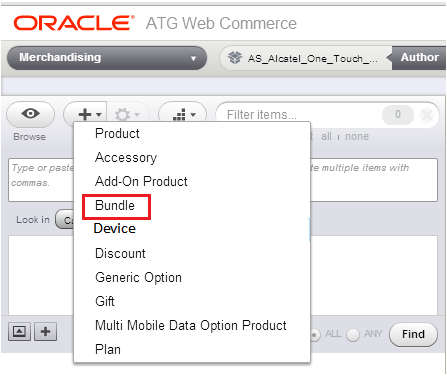 ORACLE ATG Web Commerce
Merchandising AS_Alcatel_One_Touch_... Author
Filter items... 0
Browse all none
Product
Accessory
Add-On Product
Bundle
Device
Discount
Generic Option
Gift
Multi Mobile Data Option Product
Plan
Type or paste te multiple items with
commas.
Look in
ALL ANY Find